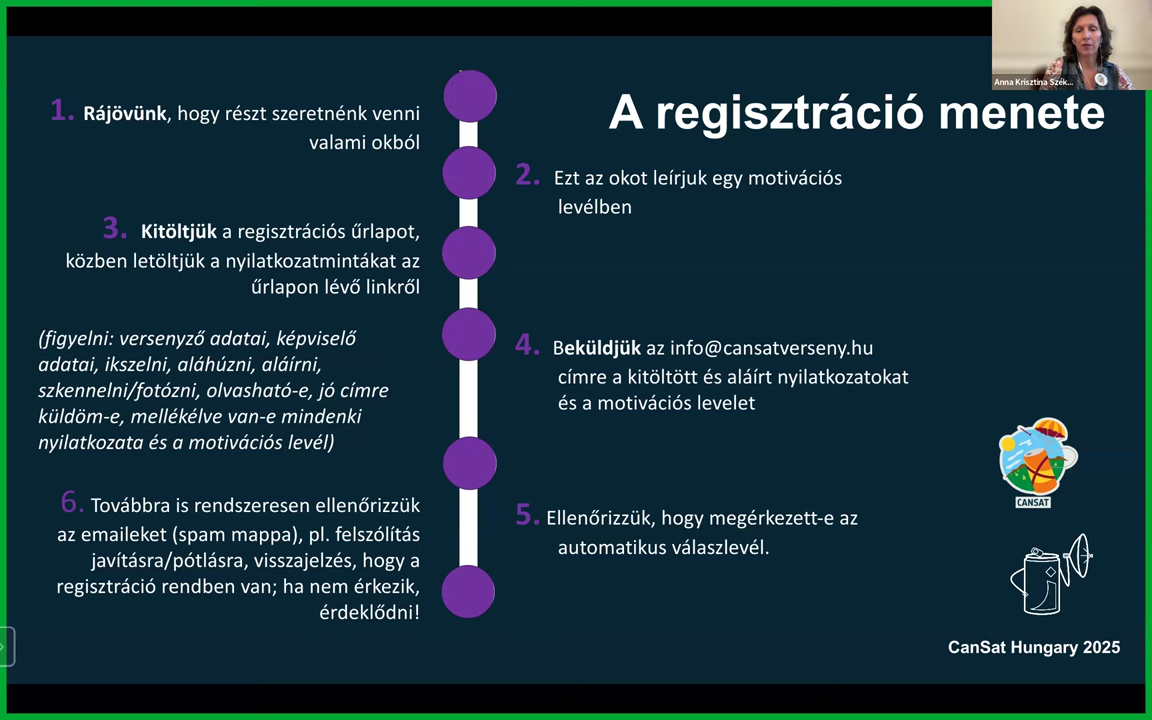 Anna Krisztina Szék...
A regisztráció menete
1. Rájövünk, hogy részt szeretnénk venni
valami okból
2. Ezt az okot leírjuk egy motivációs
levélben
3. Kitöltjük a regisztrációs űrlapot,
közben letöltjük a nyilatkozatmintákat az
űrlapon lévő linkről
(figyelni: versenyző adatai, képviselő
adatai, ikszelni, aláhúzni, aláírni,
szkennelni/fotózni, olvasható-e, jó címre
küldöm-e, mellékélve van-e mindenki
nyilatkozata és a motivációs levél)
4. Beküldjük az info@cansatverseny.hu
címre a kitöltött és aláírt nyilatkozatokat
és a motivációs levelet
5. Ellenőrizzük, hogy megérkezett-e az
automatikus válaszlevél.
6. Továbbra is rendszeresen ellenőrizzük
az emaileket (spam mappa), pl. felszólítás
javításra/pótlásra, visszajelzés, hogy a
regisztráció rendben van; ha nem érkezik,
érdeklődni!
CANSAT
CanSat Hungary 2025